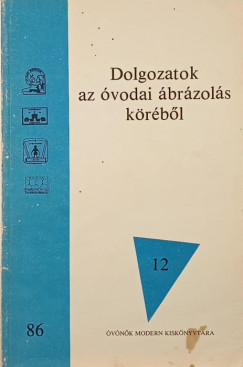 Dolgozatok
az óvodai ábrázolás
köréből
12
86
ÓVÓNŐK MODERN KISKÖNYVTÁRA